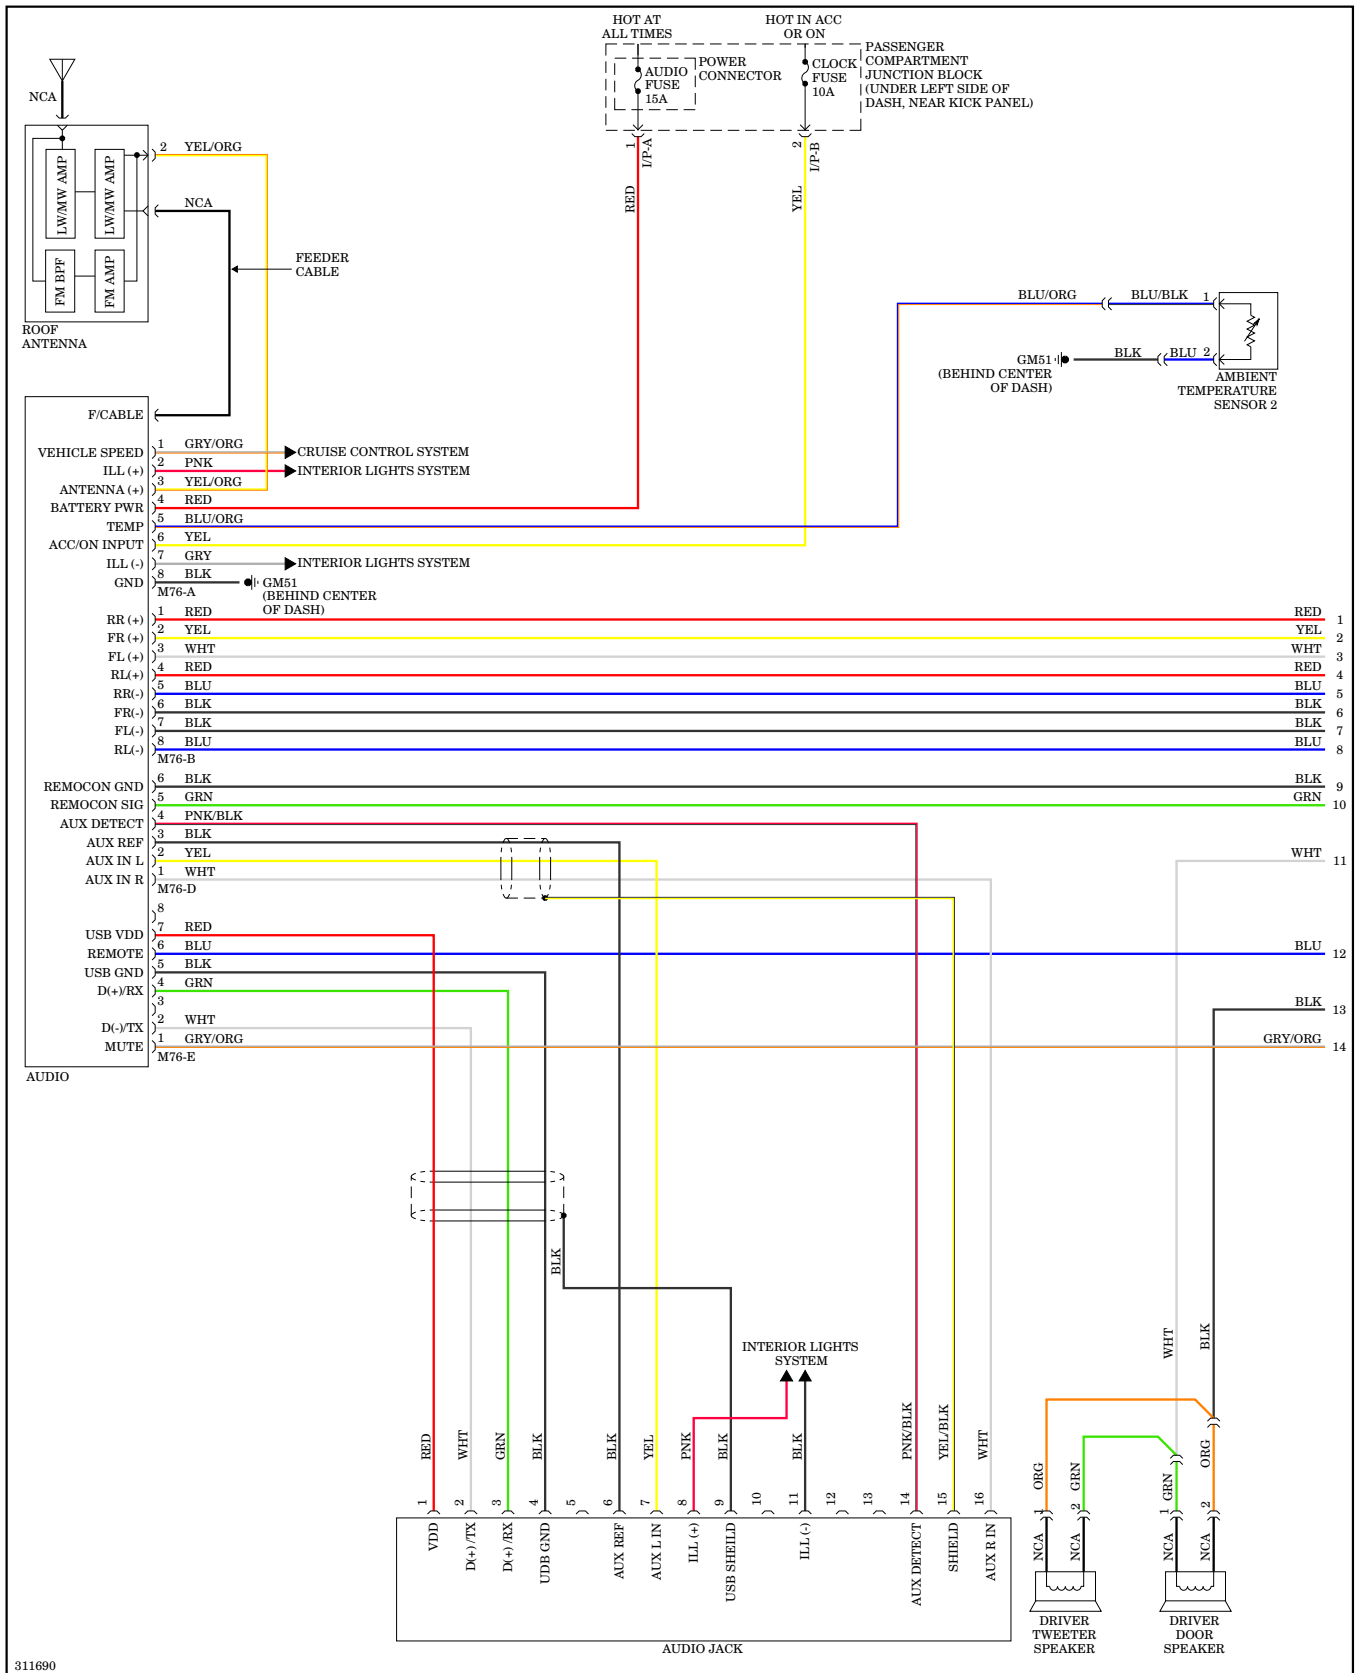 HOT AT
ALL TIMES
HOT IN ACC
OR ON
POWER
CONNECTOR
AUDIO
FUSE
15A
CLOCK
FUSE
10A
PASSENGER
COMPARTMENT
JUNCTION BLOCK
(UNDER LEFT SIDE OF
DASH, NEAR KICK PANEL)
1
I/P-A
2
I/P-B
RED
YEL
NCA
LW/MW AMP
LW/MW AMP
FM BPF
FM AMP
2 YEL/ORG
NCA
FEEDER
CABLE
ROOF
ANTENNA
BLU/ORG
BLU/BLK
1
GM51
(BEHIND CENTER
OF DASH)
BLK
BLU 2
AMBIENT
TEMPERATURE
SENSOR 2
F/CABLE
VEHICLE SPEED 1 GRY/ORG CRUISE CONTROL SYSTEM
ILL (+) 2 PNK INTERIOR LIGHTS SYSTEM
ANTENNA (+) 3 YEL/ORG
BATTERY PWR 4 RED
TEMP 5 BLU/ORG
ACC/ON INPUT 6 YEL
ILL (-) 7 GRY INTERIOR LIGHTS SYSTEM
GND 8 BLK GM51
M76-A (BEHIND CENTER
OF DASH)
RR (+) 1 RED RED 1
FR (+) 2 YEL YEL 2
FL (+) 3 WHT WHT 3
RL(+) 4 RED RED 4
RR(-) 5 BLU BLU 5
FR(-) 6 BLK BLK 6
FL(-) 7 BLK BLK 7
RL(-) 8 BLU BLU 8
M76-B
REMOCON GND 6 BLK BLK 9
REMOCON SIG 5 GRN GRN 10
AUX DETECT 4 PNK/BLK
AUX REF 3 BLK
AUX IN L 2 YEL WHT 11
AUX IN R 1 WHT
M76-D
8
USB VDD 7 RED
REMOTE 6 BLU BLU 12
USB GND 5 BLK
D(+)/RX 4 GRN
3 BLK 13
D(-)/TX 2 WHT
MUTE 1 GRY/ORG GRY/ORG 14
M76-E
AUDIO
BLK
INTERIOR LIGHTS
SYSTEM
WHT
BLK
RED
WHT
GRN
BLK
BLK
YEL
PNK
BLK
BLK
PNK/BLK
YEL/BLK
WHT
ORG
GRN
GRN
ORG
1
2
3
4
5
6
7
8
9
10
11
12
13
14
15
16
1
2
1
2
VDD
D(+) /TX
D(+) /RX
UDB GND
AUX REF
AUX L IN
ILL (+)
USB SHEILD
ILL (-)
AUX DETECT
SHIELD
AUX R IN
NCA
NCA
NCA
NCA
AUDIO JACK
DRIVER
TWEETER
SPEAKER
DRIVER
DOOR
SPEAKER
311690